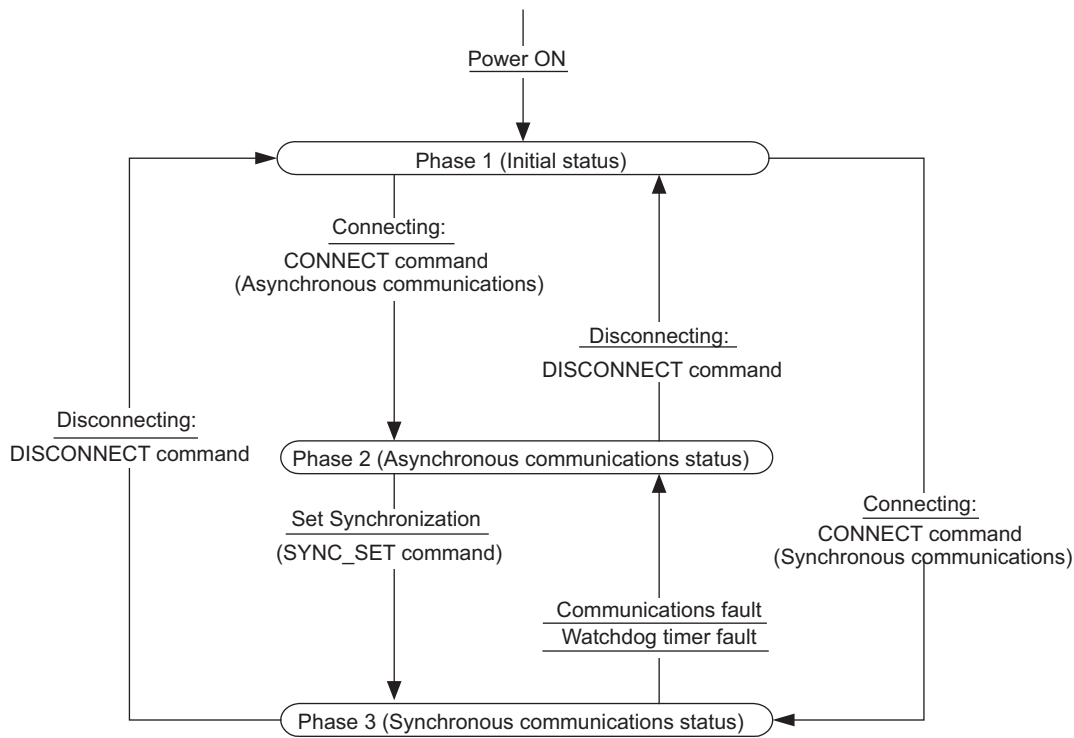 Power ON
Phase 1 (Initial status)
Connecting:
CONNECT command
(Asynchronous communications)
Disconnecting:
DISCONNECT command
Disconnecting:
DISCONNECT command
Phase 2 (Asynchronous communications status)
Connecting:
CONNECT command
(Synchronous communications)
Set Synchronization
(SYNC_SET command)
Communications fault
Watchdog timer fault
Phase 3 (Synchronous communications status)